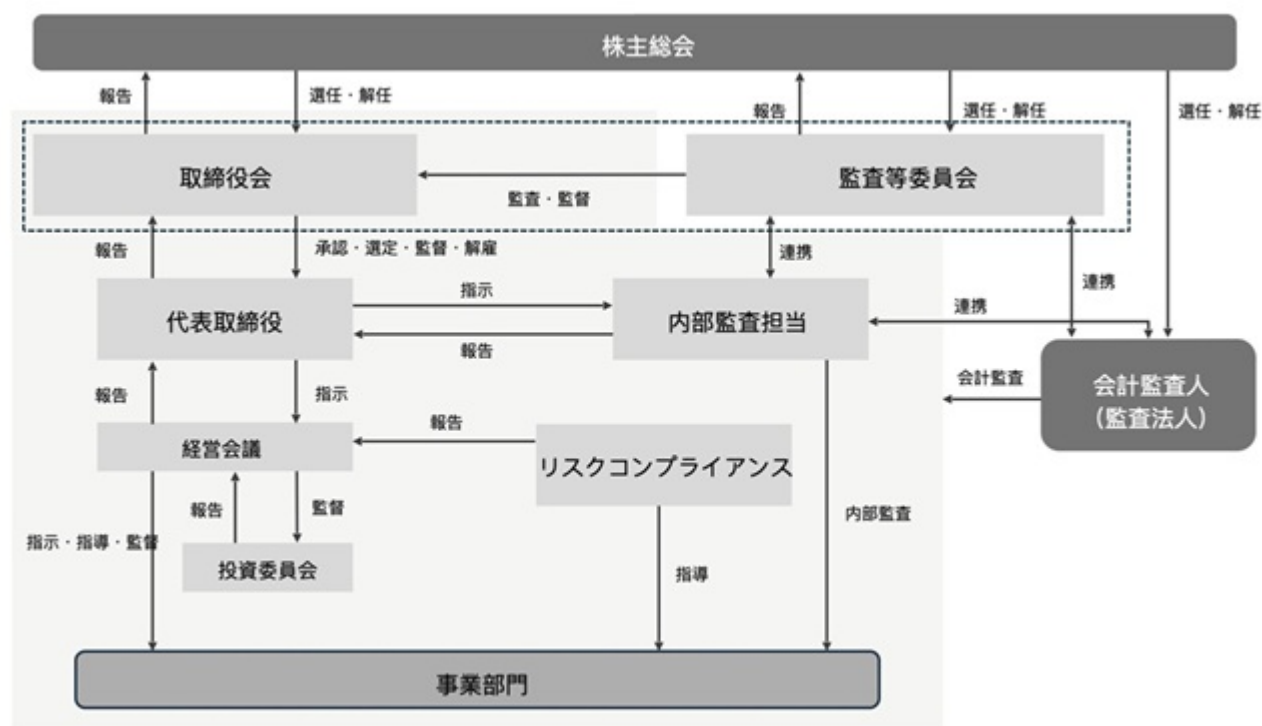 株主総会
報告
選任・解任
報告
選任・解任
選任・解任
取締役会
監査等委員会
監査・監督
報告
承認・選定・監督・解雇
連携
連携
代表取締役
指示
内部監査担当
連携
報告
報告
指示
会計監査
会計監査人
（監査法人）
経営会議
報告
リスクコンプライアンス
報告
監督
指示・指導・監督
内部監査
投資委員会
指導
事業部門